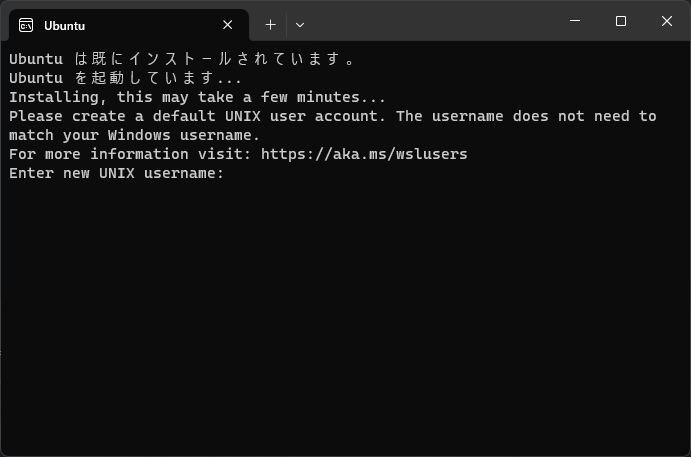 Ubuntu
Ubuntu は既にインストールされています。
Ubuntu を起動しています...
Installing, this may take a few minutes...
Please create a default UNIX user account. The username does not need to
match your Windows username.
For more information visit: https://aka.ms/wslusers
Enter new UNIX username: